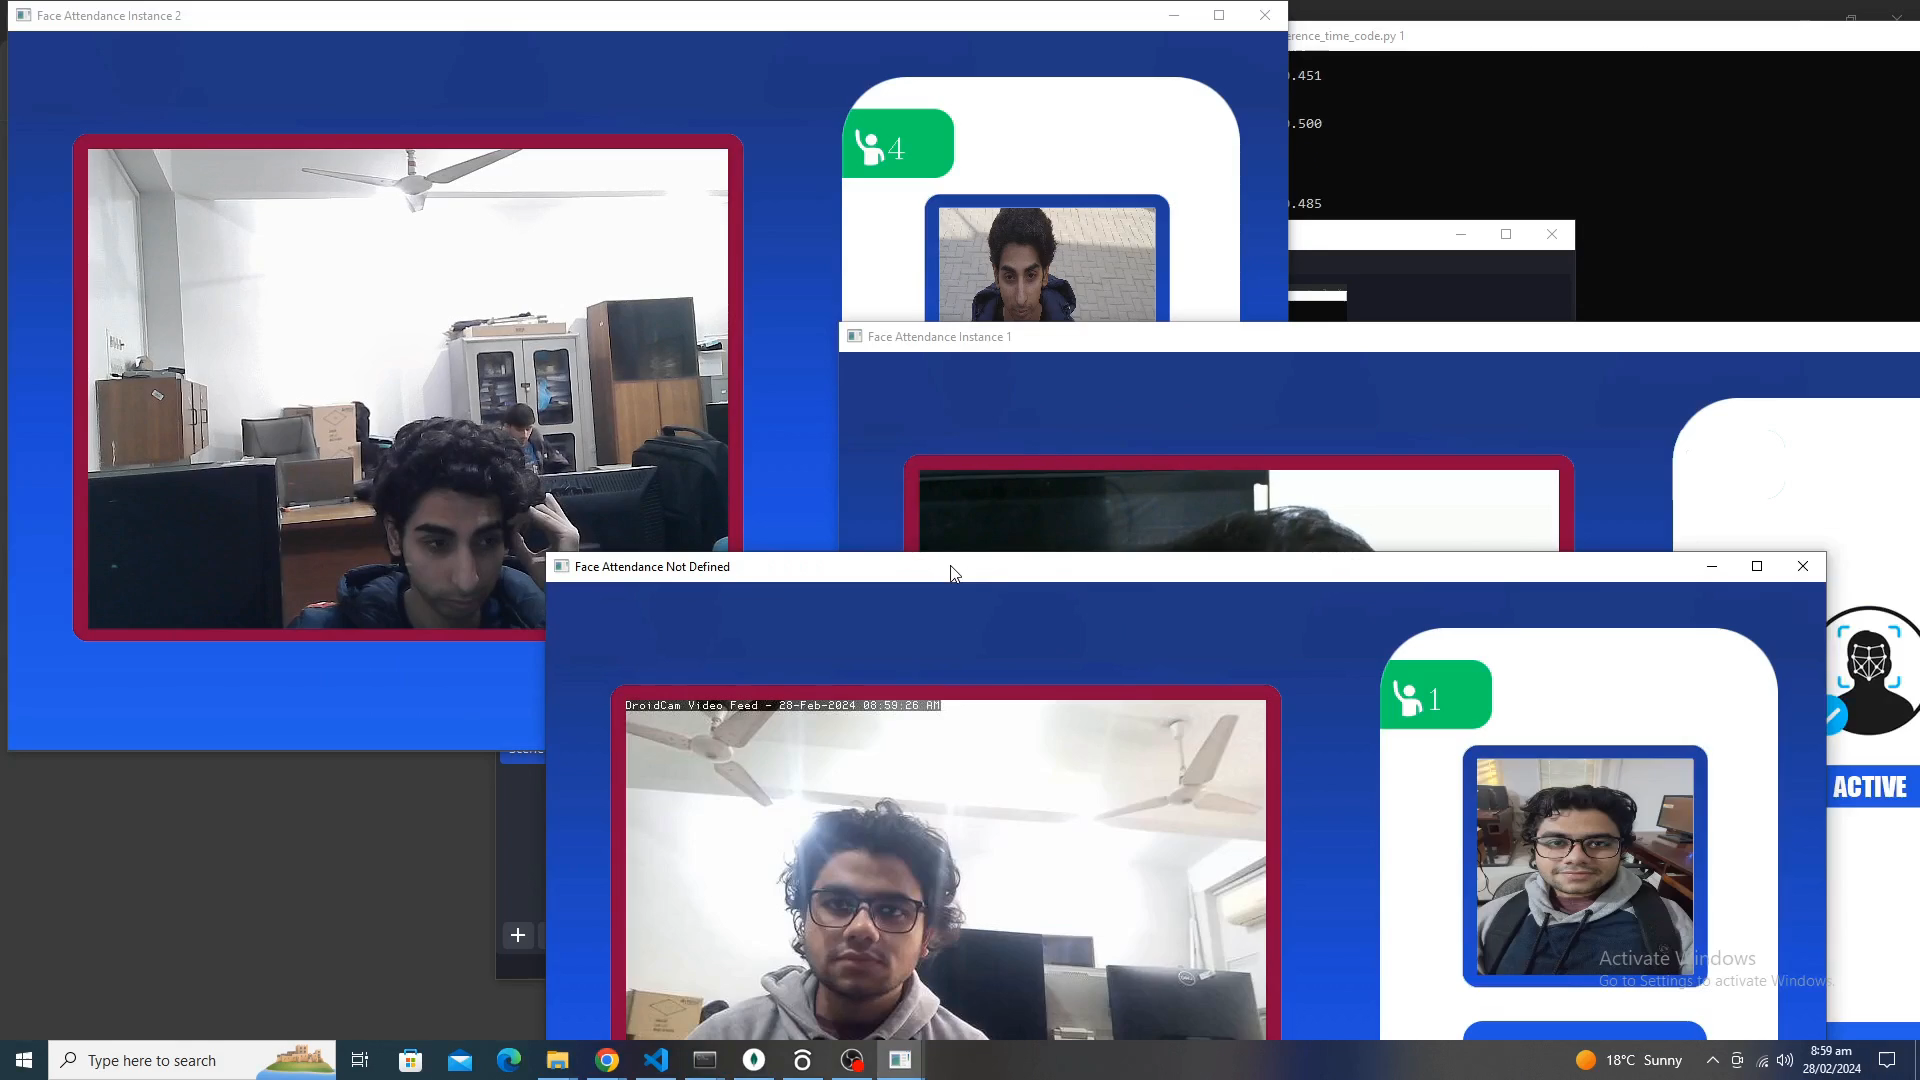 Face Attendance Instance 2
erence_time_code.py 1
.451
4
.500
.485
Face Attendance Instance 1
Face Attendance Not Defined
1
DroidCam Video Feed - 28-Feb-2024 08:59:26 AM
ACTIVE
Activate Windows
Go to Settings to activate Windows.
Type here to search
18°C Sunny
8:59 am
28/02/2024